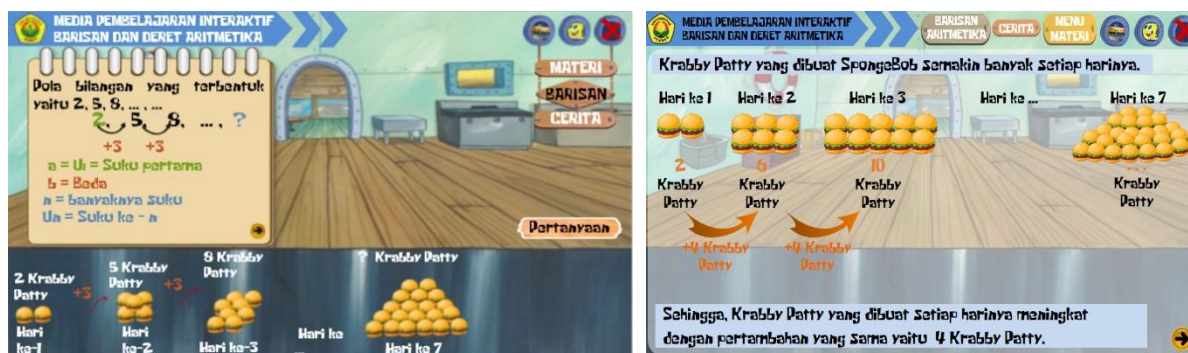 MEDIA PEMBELAJARAN INTERAKTIF
BARISAN DAN DERET ARITMETIKA
Pola bilangan yang terbentuk
yaitu 2, 5, 8, ... , ...
2, 5, 8, ... , ?
+3 +3
a = U1 = Suku pertama
b = Beda
n = banyaknya suku
Un = Suku ke - n
MATERI
BARISAN
CERITA
Pertanyaan
2 Krabby
Patty
+3
5 Krabby
Patty
+3
8 Krabby
Patty
? Krabby Patty
Hari
ke-1
Hari
ke-2
Hari ke-3
Hari ke
Hari ke 7
MEDIA PEMBELAJARAN INTERAKTIF
BARISAN DAN DERET ARITMETIKA
BARISAN
ARITMETIKA
CERITA
MENU
MATERI
Krabby Patty yang dibuat SpongeBob semakin banyak setiap harinya.
Hari ke 1 Hari ke 2 Hari ke 3 Hari ke ... Hari ke 7
2 6 10 ...
Krabby Krabby Krabby Krabby
Patty Patty Patty Patty
+4 Krabby +4 Krabby
Patty Patty
Sehingga, Krabby Patty yang dibuat setiap harinya meningkat
dengan pertambahan yang sama yaitu 4 Krabby Patty.